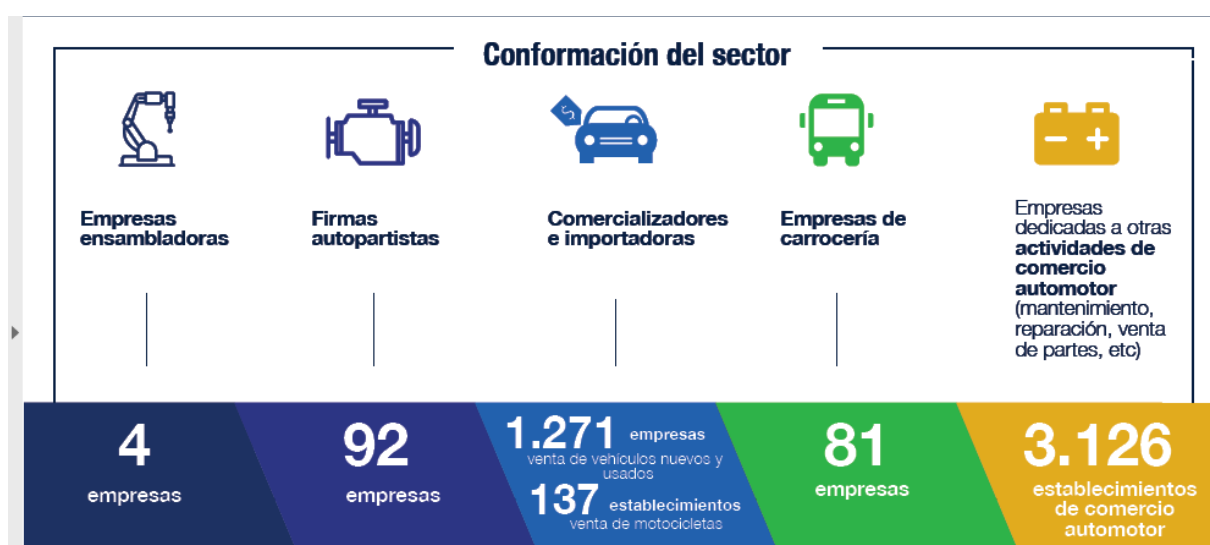 Conformación del sector
Empresas
ensambladoras
Firmas
autopartistas
Comercializadores
e importadoras
Empresas de
carrocería
Empresas
dedicadas a otras
actividades de
comercio
automotor
(mantenimiento,
reparación, venta
de partes, etc)
4
empresas
92
empresas
1.271 empresas
venta de vehículos nuevos y
usados
137 establecimientos
venta de motocicletas
81
empresas
3.126
establecimientos
de comercio
automotor